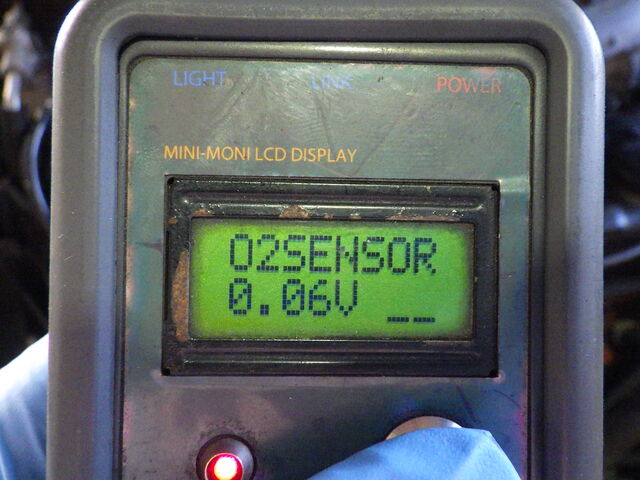 LIGHT LINK POWER
MINI-MONI LCD DISPLAY
O2SENSOR
0.06V __